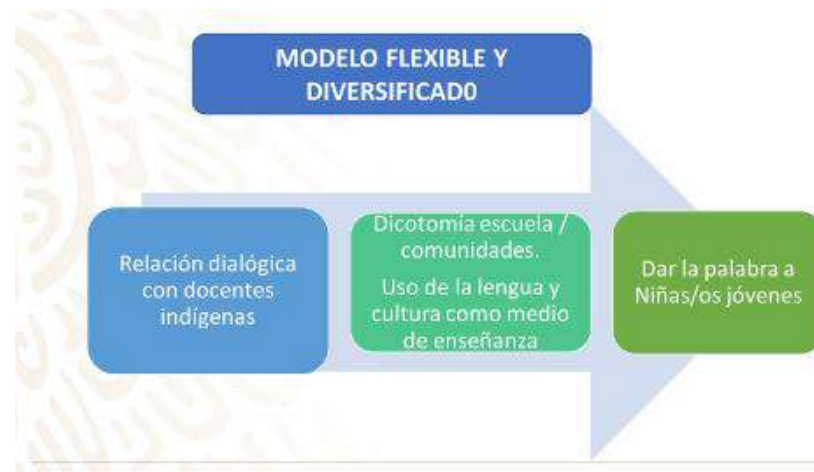 MODELO FLEXIBLE Y
DIVERSIFICAD0
Relación dialógica
con docentes
indígenas
Dicotomía escuela /
comunidades.
Uso de la lengua y
cultura como medio
de enseñanza
Dar la palabra a
Niñas/os jóvenes